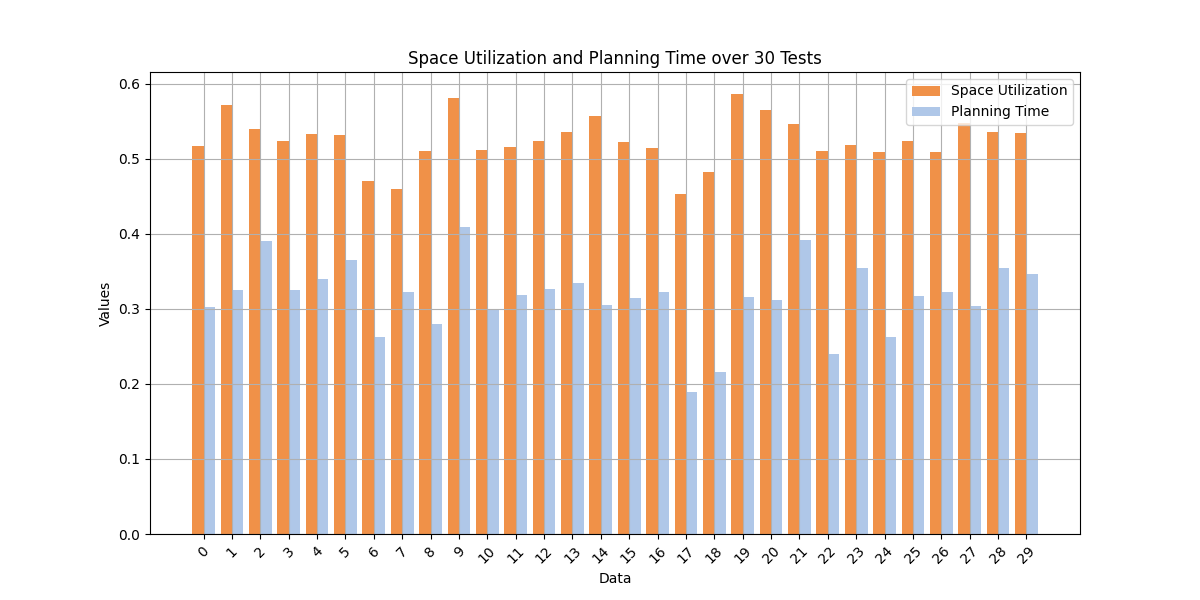 Space Utilization and Planning Time over 30 Tests
Space Utilization
Planning Time
0.6
0.5
0.4
0.3
0.2
0.1
0.0
Values
0 1 2 3 4 5 6 7 8 9 10 11 12 13 14 15 16 17 18 19 20 21 22 23 24 25 26 27 28 29
Data